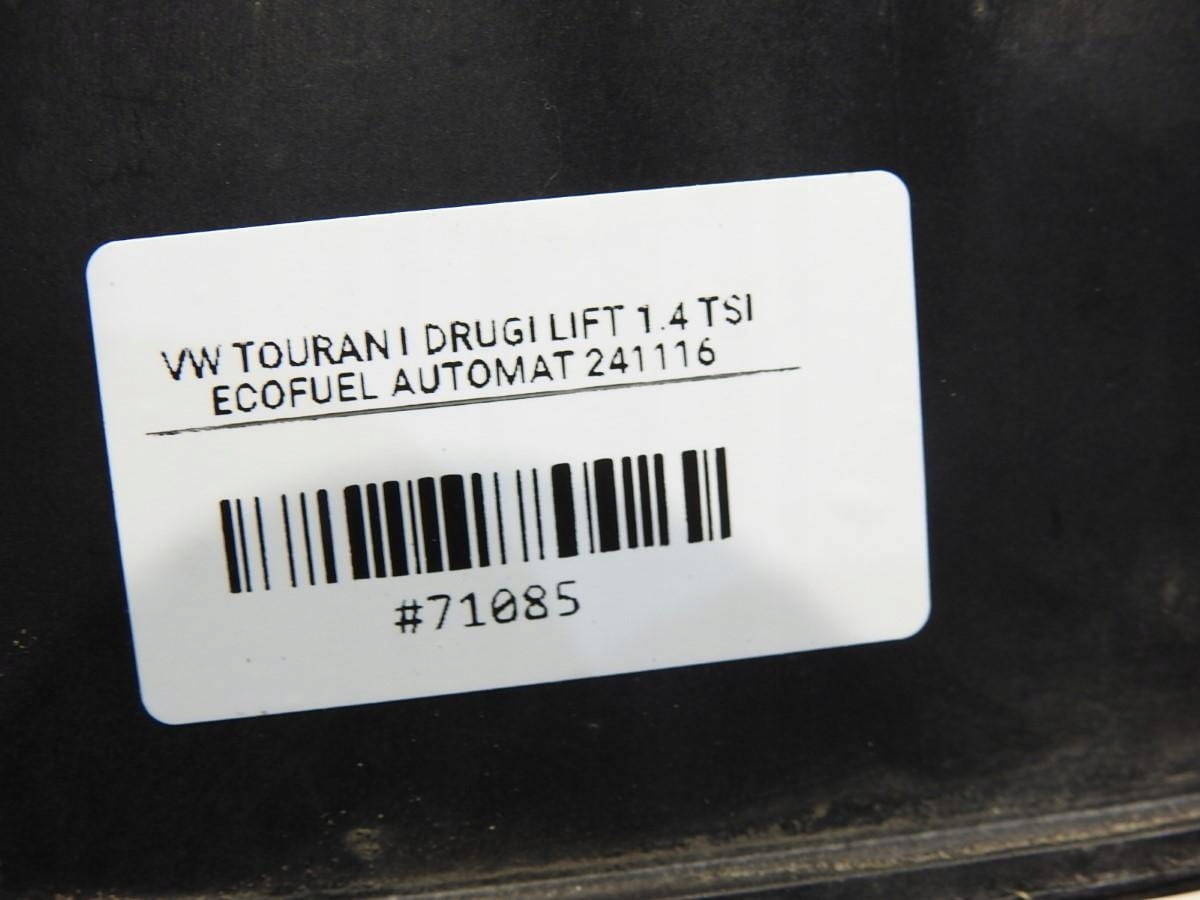 VW TOURAN I DRUGI LIFT 1.4 TSI
ECOFUEL AUTOMAT 241116
#71085